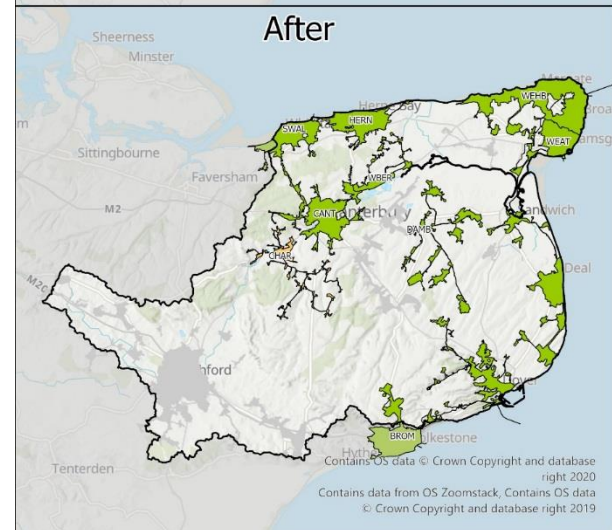 After
Sheerness
Minster
Herne Bay
WEHB
HERN
SWAL
WEAT
Sittingbourne
Faversham
WBER
M2
CANT
DAMB
CHAR
Deal
M20
Tenterden
BROM
Contains OS data © Crown Copyright and database
right 2020
Contains data from OS Zoomstack, Contains OS data
© Crown Copyright and database right 2019